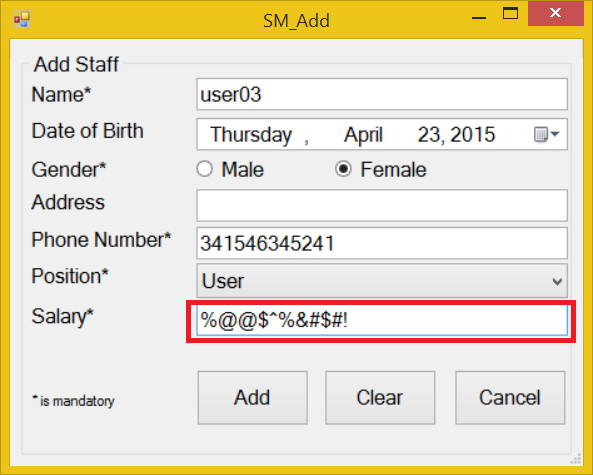 SM_Add
Add Staff
Name* user03
Date of Birth Thursday , April 23, 2015
Gender* Male Female
Address
Phone Number* 341546345241
Position* User
Salary* %@@$^%&#$#!
* is mandatory Add Clear Cancel